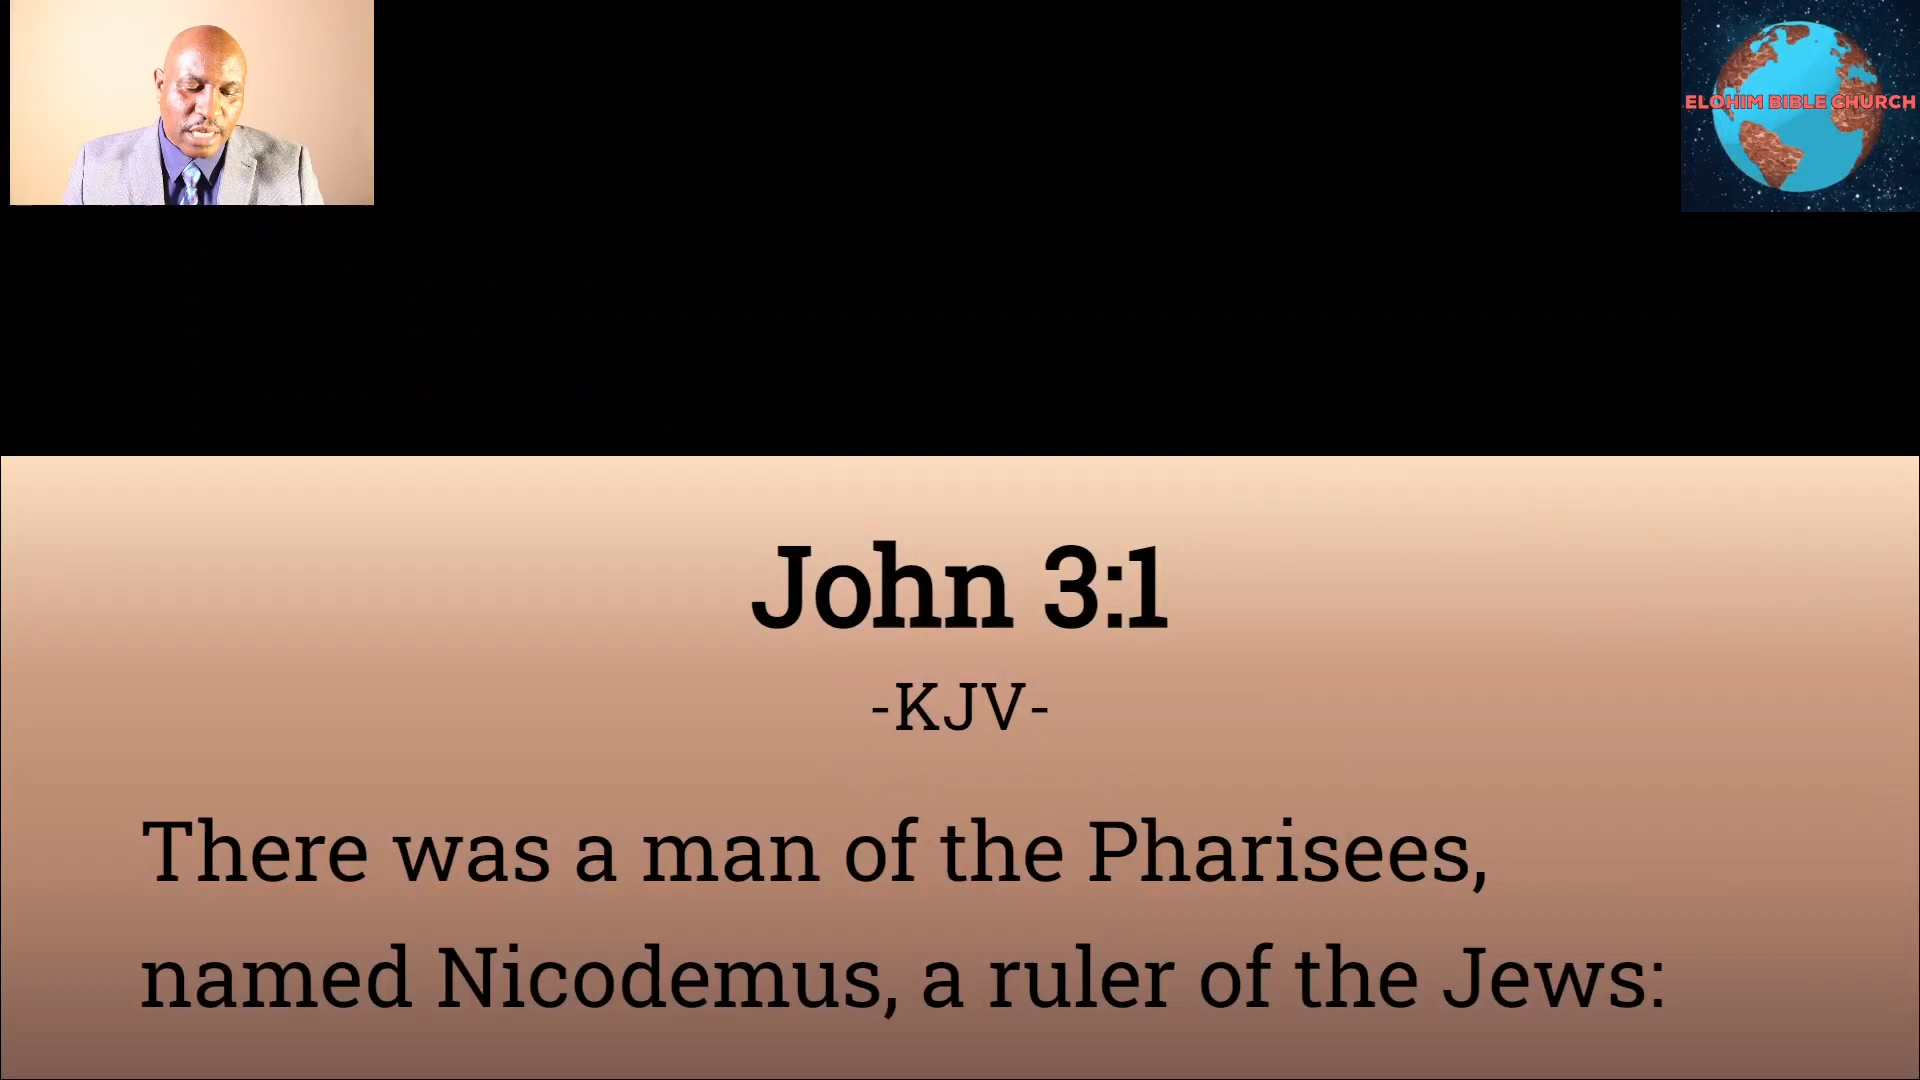 ELOHIM BIBLE CHURCH
John 3:1
-KJV-
There was a man of the Pharisees,
named Nicodemus, a ruler of the Jews: